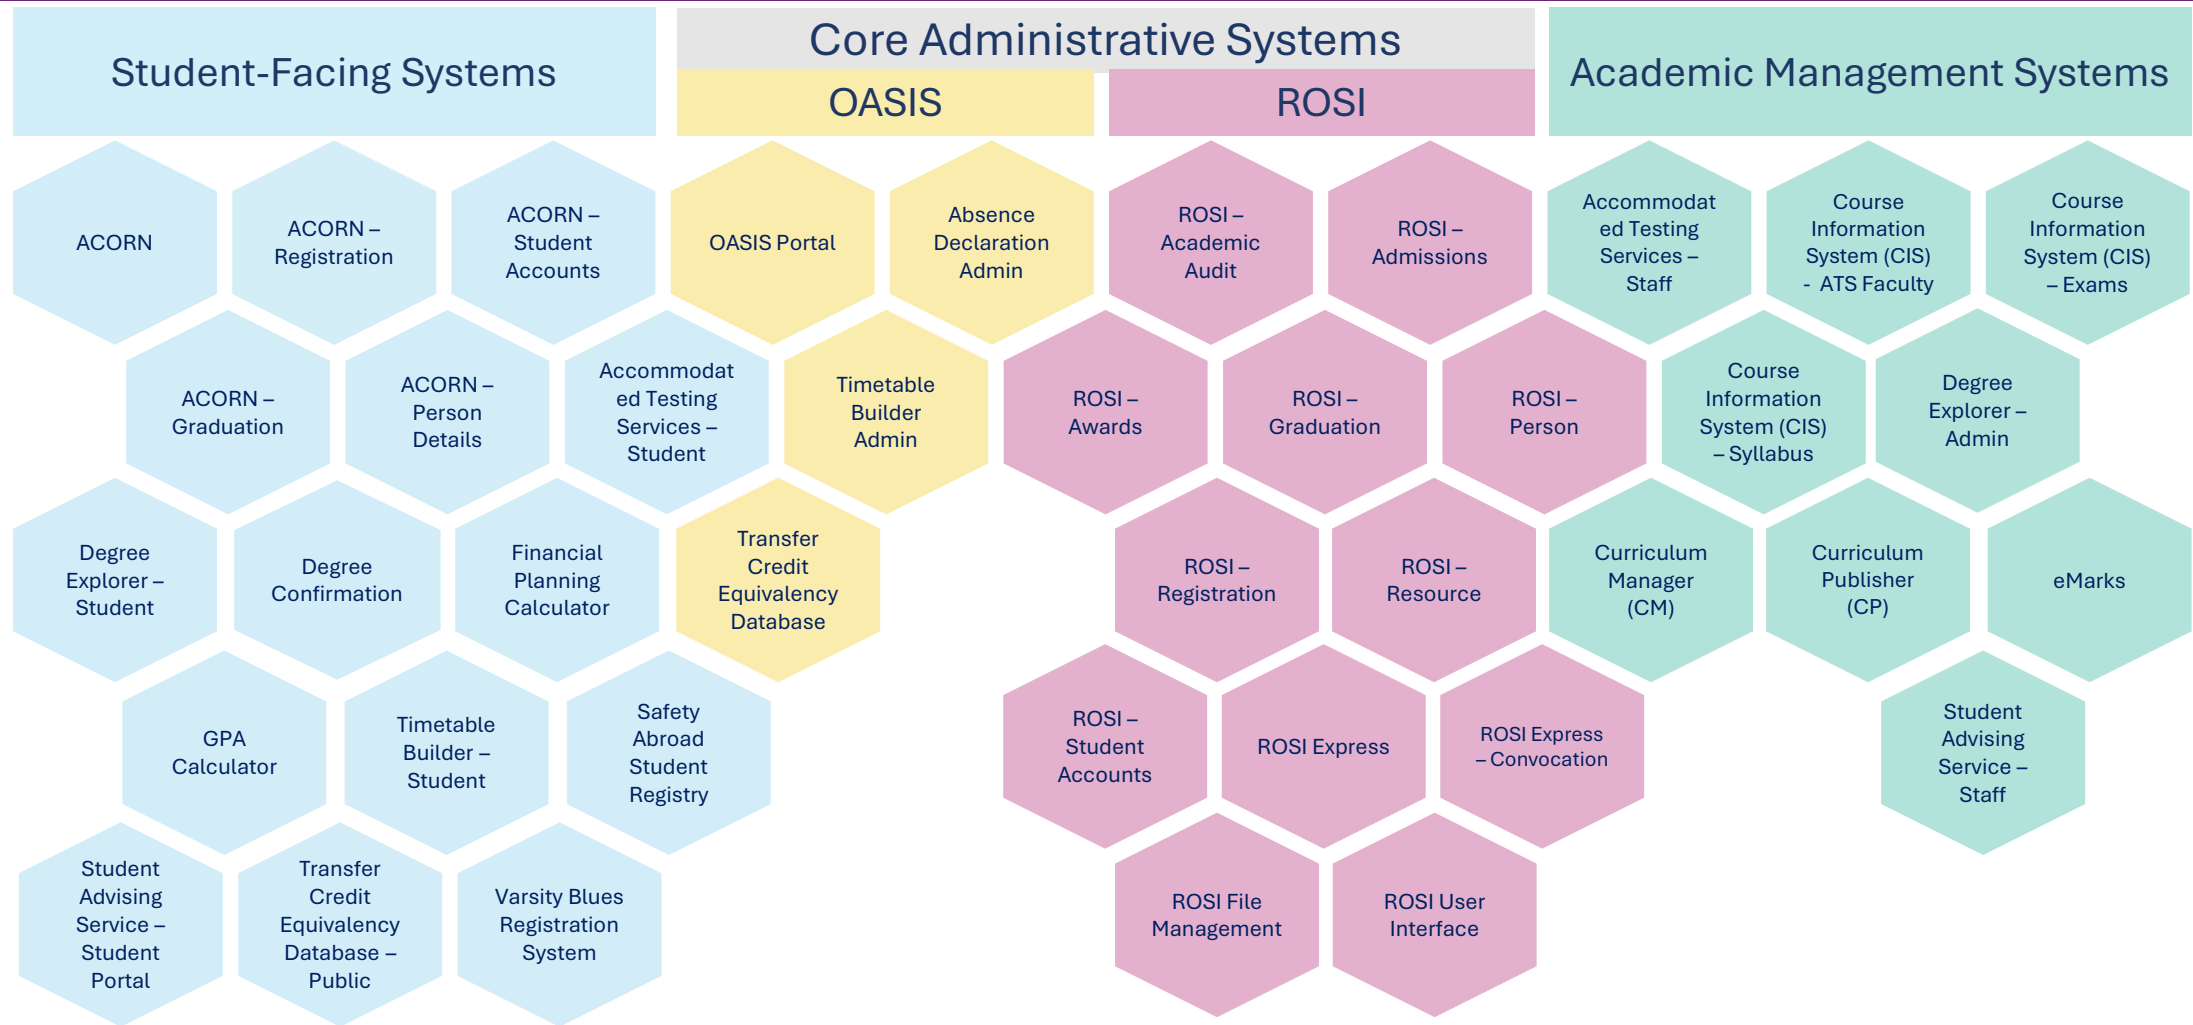 Student-Facing Systems
Core Administrative Systems
OASIS
ROSI
Academic Management Systems
ACORN
ACORN –
Registration
ACORN –
Student
Accounts
OASIS Portal
Absence
Declaration
Admin
ROSI –
Academic
Audit
ROSI –
Admissions
Accommodat
ed Testing
Services –
Staff
Course
Information
System (CIS)
- ATS Faculty
Course
Information
System (CIS)
– Exams
ACORN –
Graduation
ACORN –
Person
Details
Accommodat
ed Testing
Services –
Student
Timetable
Builder
Admin
ROSI –
Awards
ROSI –
Graduation
ROSI –
Person
Course
Information
System (CIS)
– Syllabus
Degree
Explorer –
Admin
Degree
Explorer –
Student
Degree
Confirmation
Financial
Planning
Calculator
Transfer
Credit
Equivalency
Database
ROSI –
Registration
ROSI –
Resource
Curriculum
Manager
(CM)
Curriculum
Publisher
(CP)
eMarks
GPA
Calculator
Timetable
Builder –
Student
Safety
Abroad
Student
Registry
ROSI –
Student
Accounts
ROSI Express
ROSI Express
– Convocation
Student
Advising
Service –
Staff
Student
Advising
Service –
Student
Portal
Transfer
Credit
Equivalency
Database –
Public
Varsity Blues
Registration
System
ROSI File
Management
ROSI User
Interface